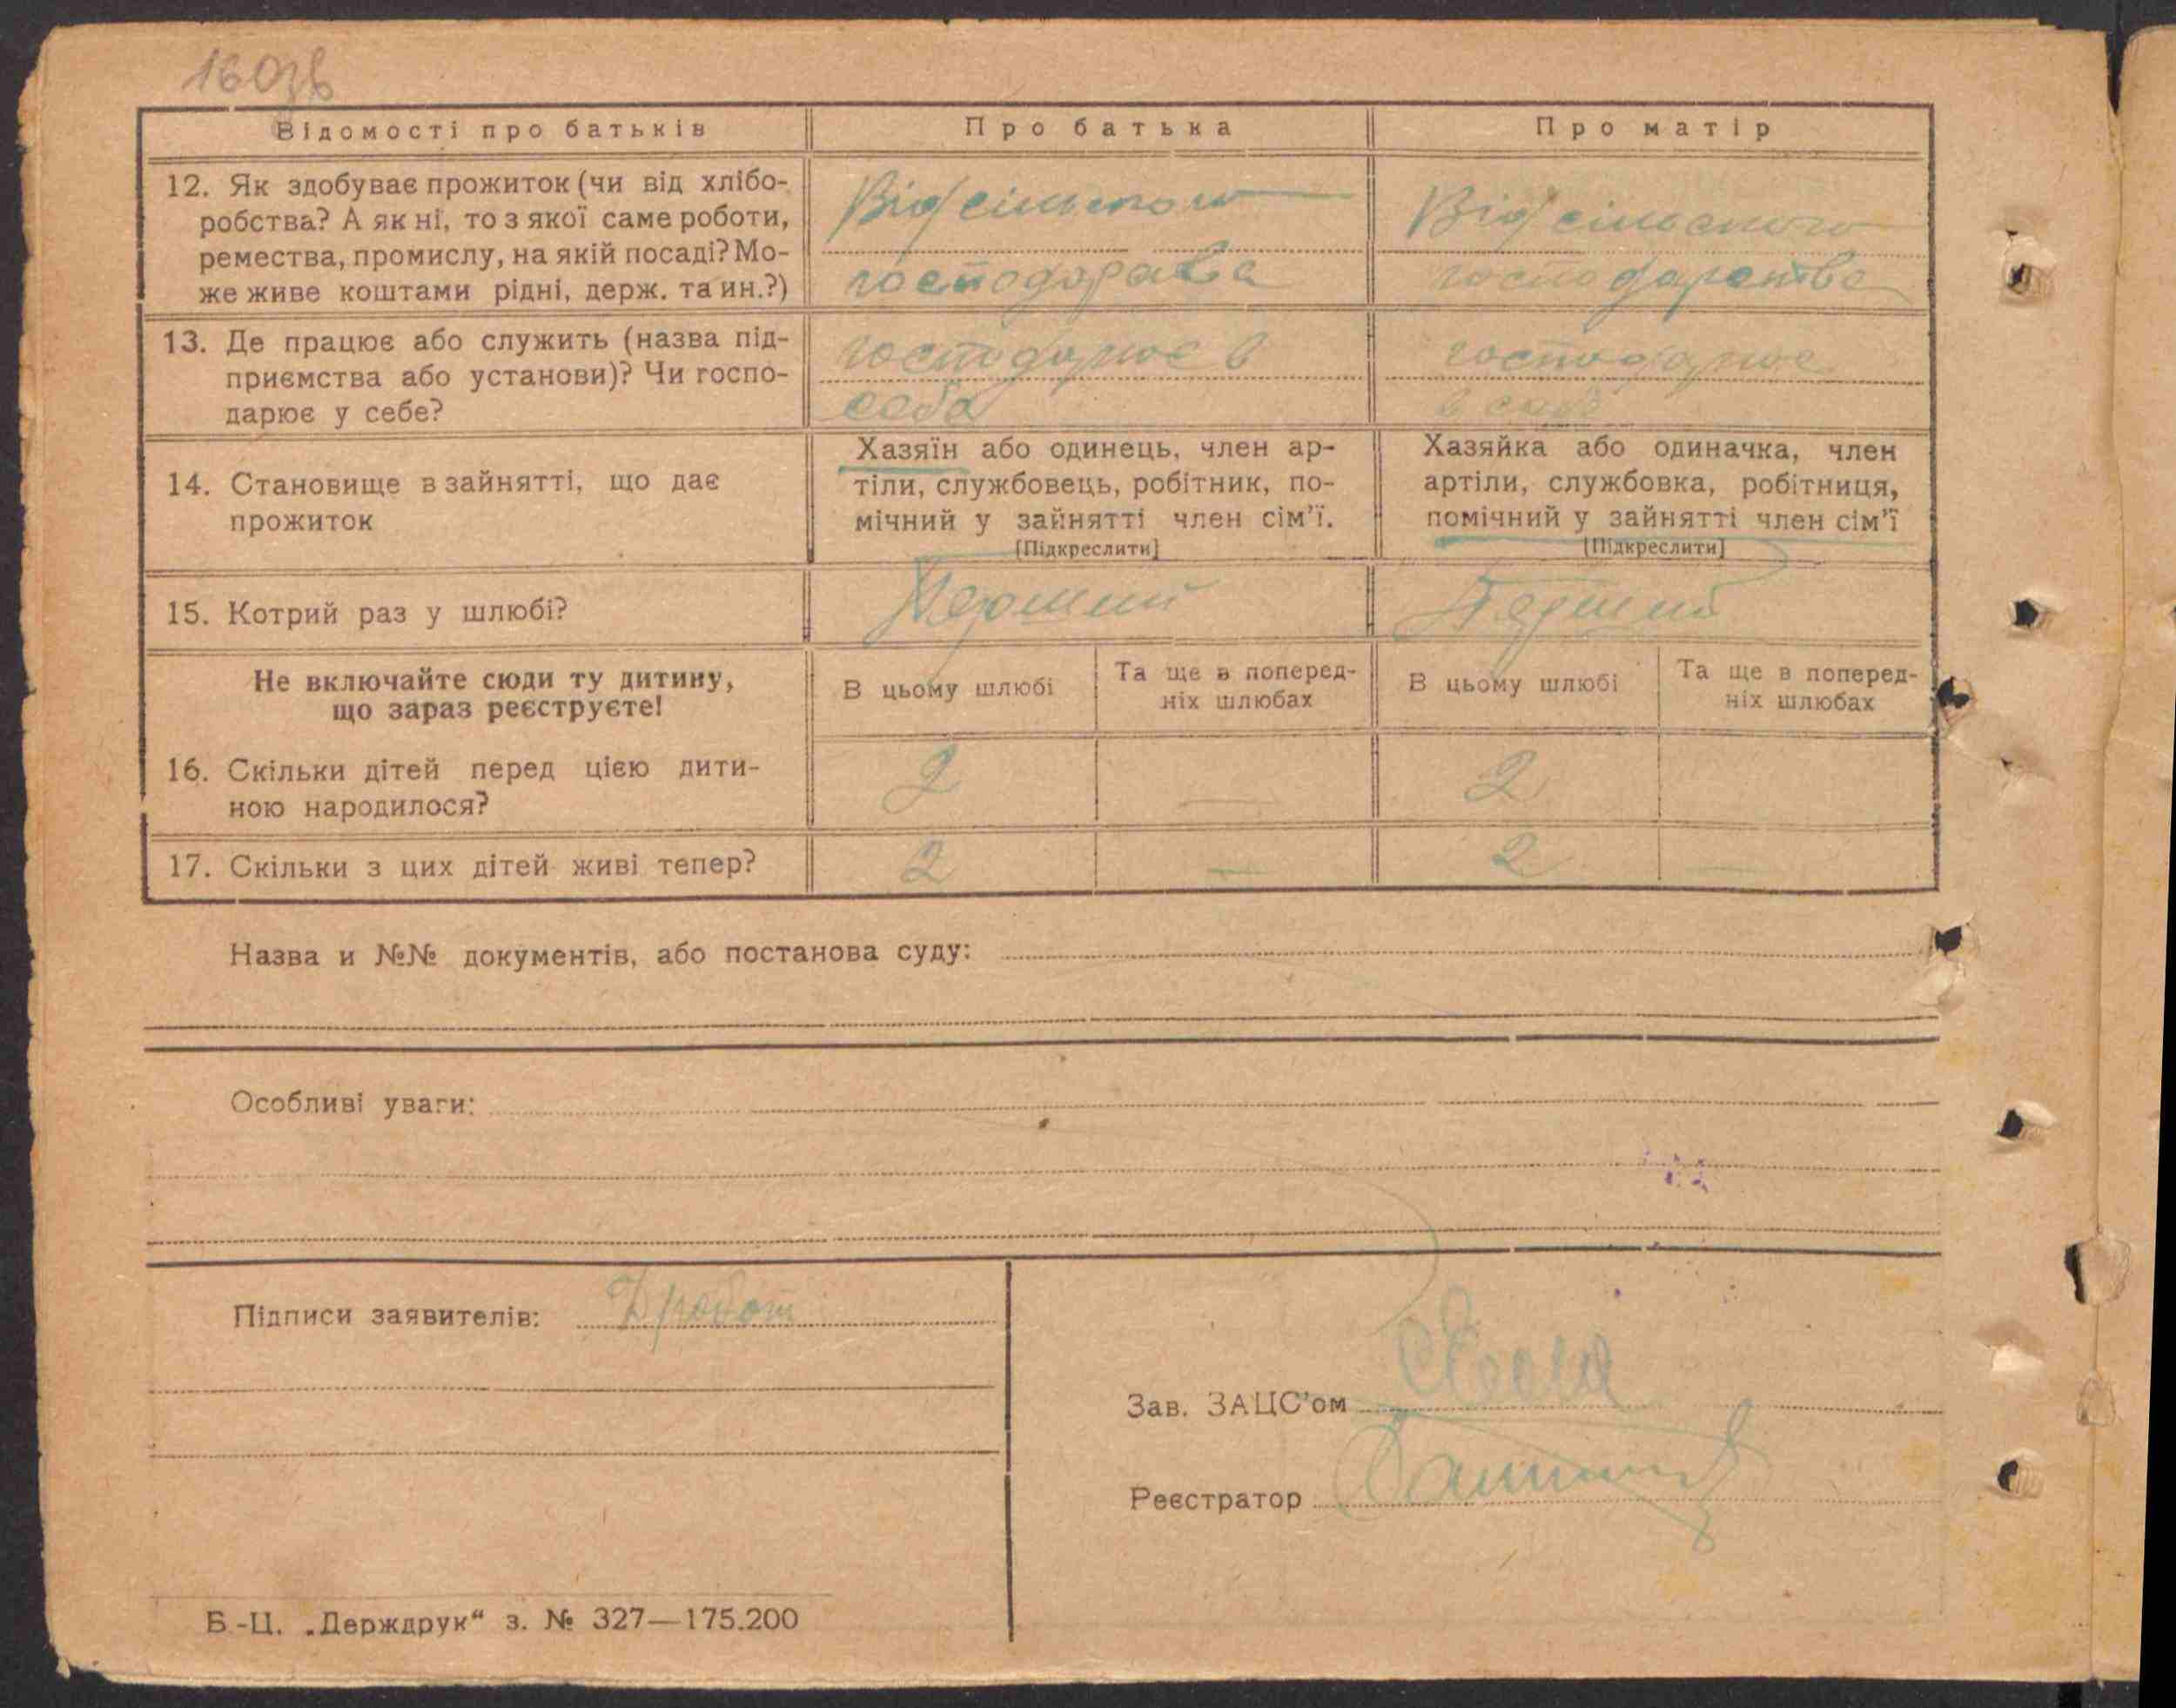 160зв
Відомості про батьків
Про батька
Про матір
12. Як здобуває прожиток (чи від хлібо-
робства? А як ні, то з якої саме роботи,
ремества, промислу, на якій посаді? Мо-
же живе коштами рідні, держ. та ин.?)
Від сільського
господарства
Від сільського
господарства
13. Де працює або служить (назва під-
приємства або установи)? Чи госпо-
дарює у себе?
господарює в
себе
господарює
в себе
14. Становище в зайнятті, що дає
прожиток
Хазяїн або одинець, член ар-
тіли, службовець, робітник, по-
мічний у зайнятті член сім'ї.
[Підкреслити]
Хазяйка або одиначка, член
артіли, службовка, робітниця,
помічний у зайнятті член сім'ї
[Підкреслити]
15. Котрий раз у шлюбі?
Перший
Перший
Не включайте сюди ту дитину,
що зараз реєструєте!
В цьому шлюбі
Та ще в поперед-
ніх шлюбах
В цьому шлюбі
Та ще в поперед-
ніх шлюбах
16. Скільки дітей перед цією дити-
ною народилося?
2
—
2
17. Скільки з цих дітей живі тепер?
2
—
2
—
Назва и №№ документів, або постанова суду:
Особливі уваги:
Підписи заявителів:
Зав. ЗАЦС'ом
Реєстратор
Б.-Ц. „Держдрук“ з. № 327—175.200